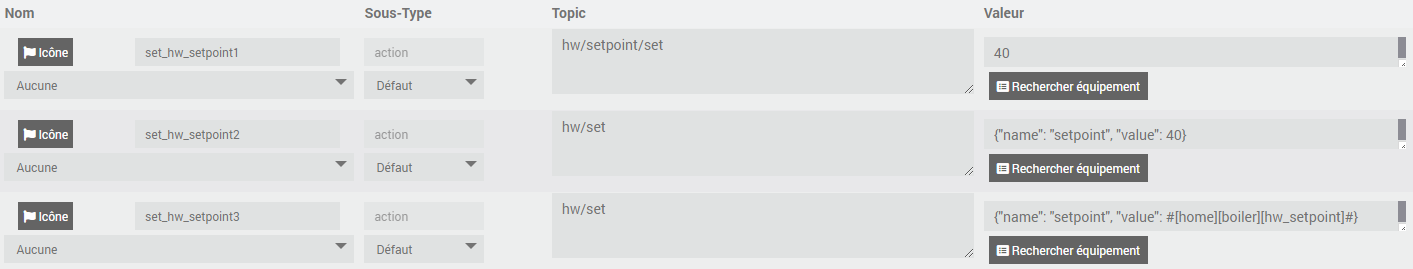 Nom Sous-Type Topic Valeur
Icône set_hw_setpoint1 action hw/setpoint/set 40
Aucune Défaut Rechercher équipement
Icône set_hw_setpoint2 action hw/set {"name": "setpoint", "value": 40}
Aucune Défaut Rechercher équipement
Icône set_hw_setpoint3 action hw/set {"name": "setpoint", "value": #[home][boiler][hw_setpoint]#}
Aucune Défaut Rechercher équipement